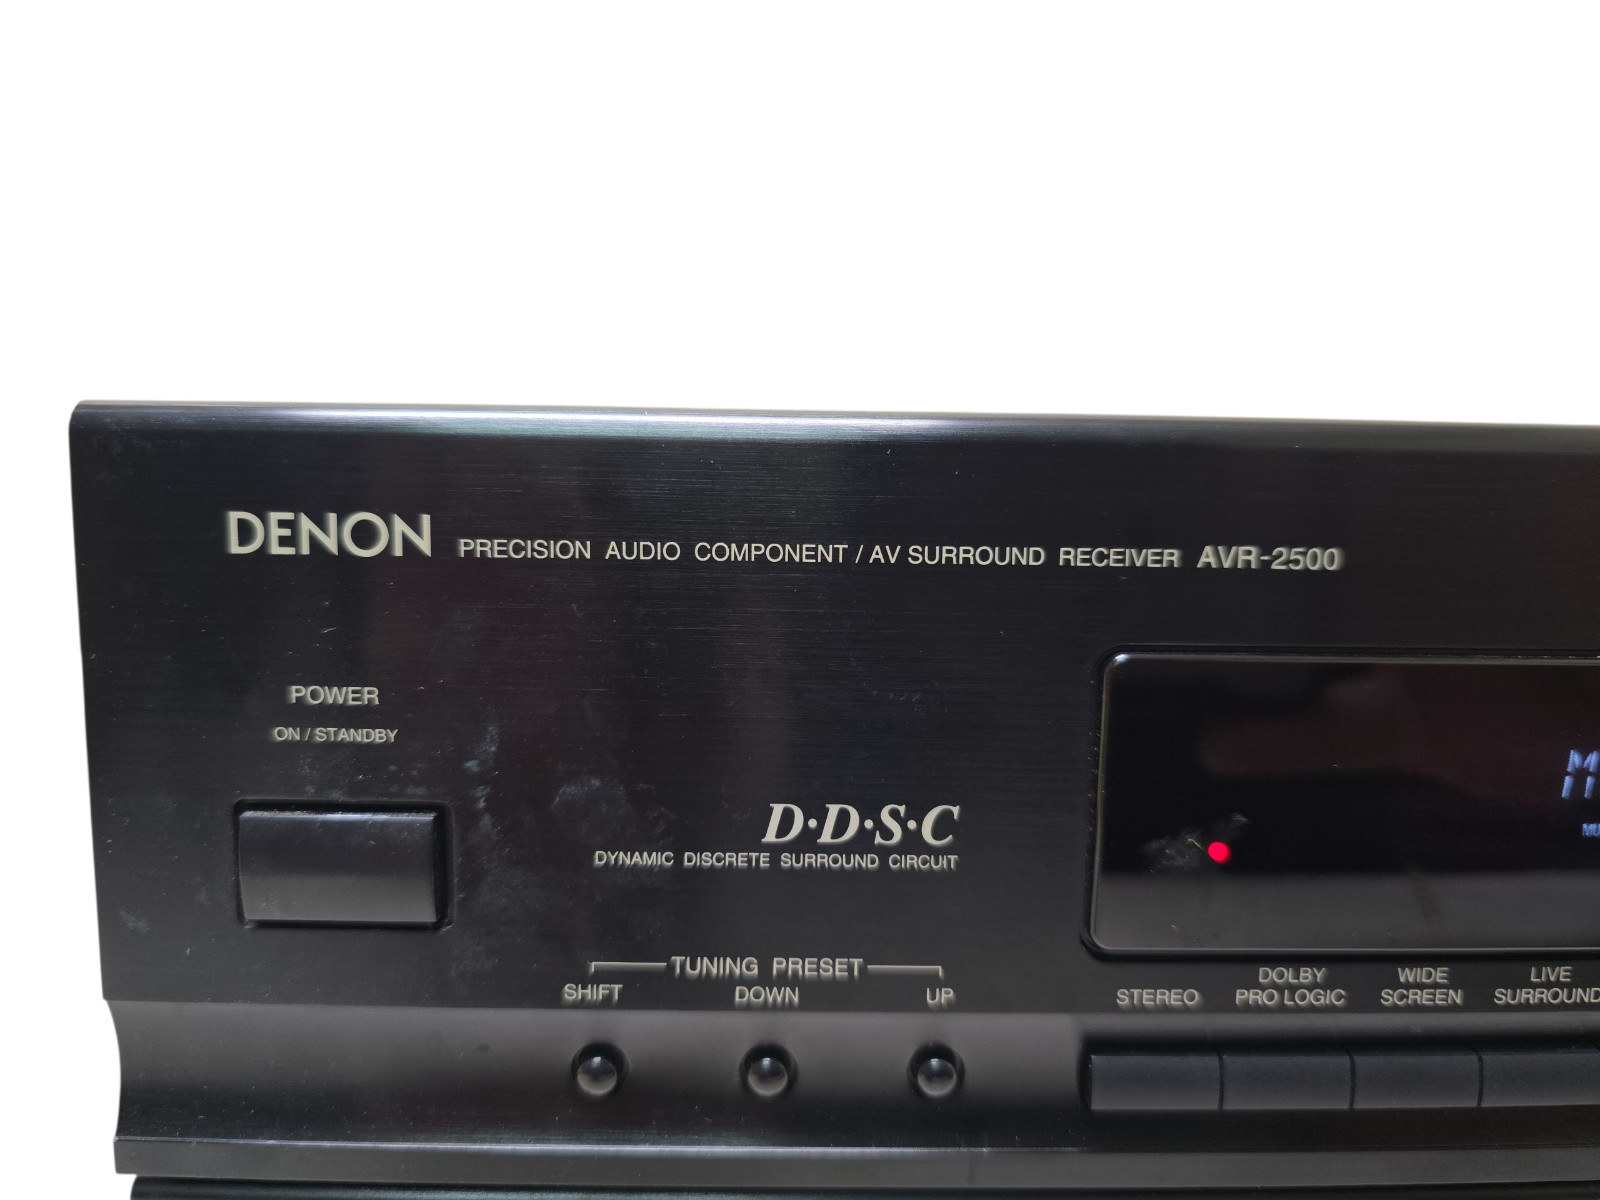 DENON PRECISION AUDIO COMPONENT / AV SURROUND RECEIVER AVR-2500
POWER
ON / STANDBY
D·D·S·C
DYNAMIC DISCRETE SURROUND CIRCUIT
TUNING PRESET
SHIFT DOWN UP
STEREO
DOLBY PRO LOGIC
WIDE SCREEN
LIVE SURROUND